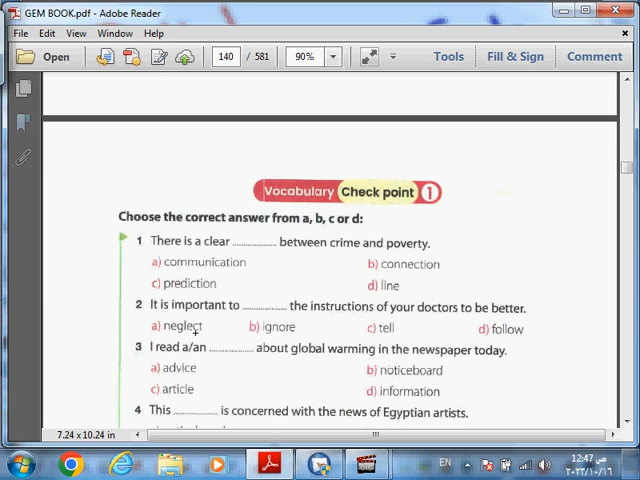 GEM BOOK.pdf - Adobe Reader
File Edit View Window Help
Open 140 / 581 90% Tools Fill & Sign Comment
Vocabulary Check point 1
Choose the correct answer from a, b, c or d:
1 There is a clear .............. between crime and poverty.
a) communication b) connection
c) prediction d) line
2 It is important to .............. the instructions of your doctors to be better.
a) neglect b) ignore c) tell d) follow
3 I read a/an .............. about global warming in the newspaper today.
a) advice b) noticeboard
c) article d) information
4 This .............. is concerned with the news of Egyptian artists.
7.24 x 10.24 in
EN 12:47 ص
٢٠٢٢/١٠/١٦